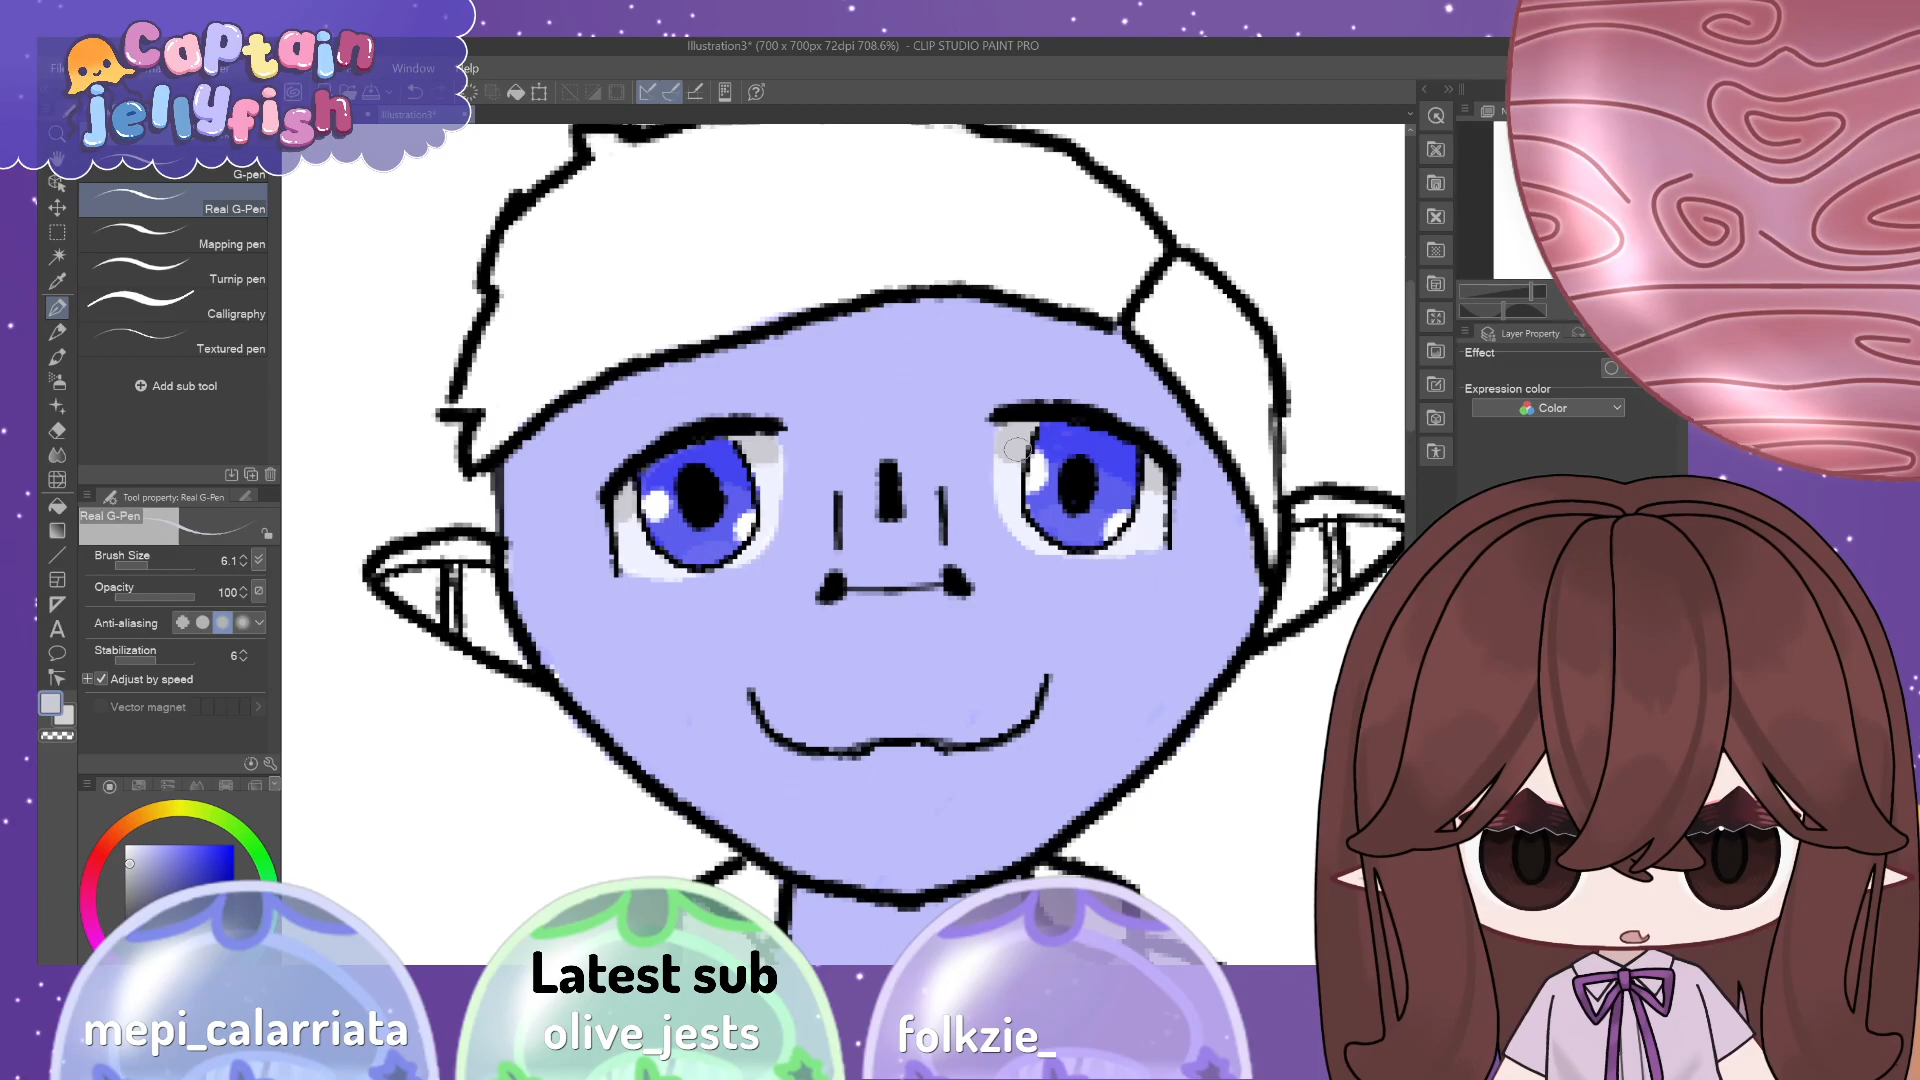 Captain
jellyfish
Illustration3* (700 x 700px 72dpi 708.6%) - CLIP STUDIO PAINT PRO
Window
Help
Illustration3*
G-pen
Real G-Pen
Mapping pen
Turnip pen
Calligraphy
Textured pen
Add sub tool
Tool property: Real G-Pen
Real G-Pen
Brush Size
6.1
Opacity
100
Anti-aliasing
Stabilization
6
Adjust by speed
Vector magnet
Layer Property
Effect
Expression color
Color
mepi_calarriata
Latest sub
olive_jests
folkzie_